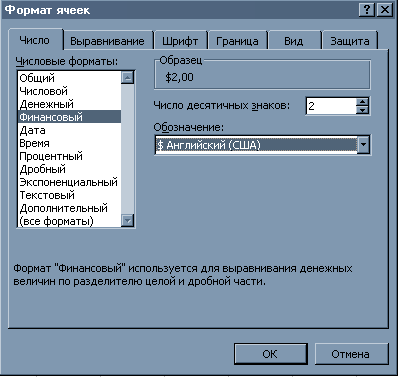 Формат ячеек
Число Выравнивание Шрифт Граница Вид Защита
Числовые форматы:
Общий
Числовой
Денежный
Финансовый
Дата
Время
Процентный
Дробный
Экспоненциальный
Текстовый
Дополнительный
(все форматы)
Образец
$2,00
Число десятичных знаков: 2
Обозначение:
$ Английский (США)
Формат "Финансовый" используется для выравнивания денежных
величин по разделителю целой и дробной части.
OK Отмена